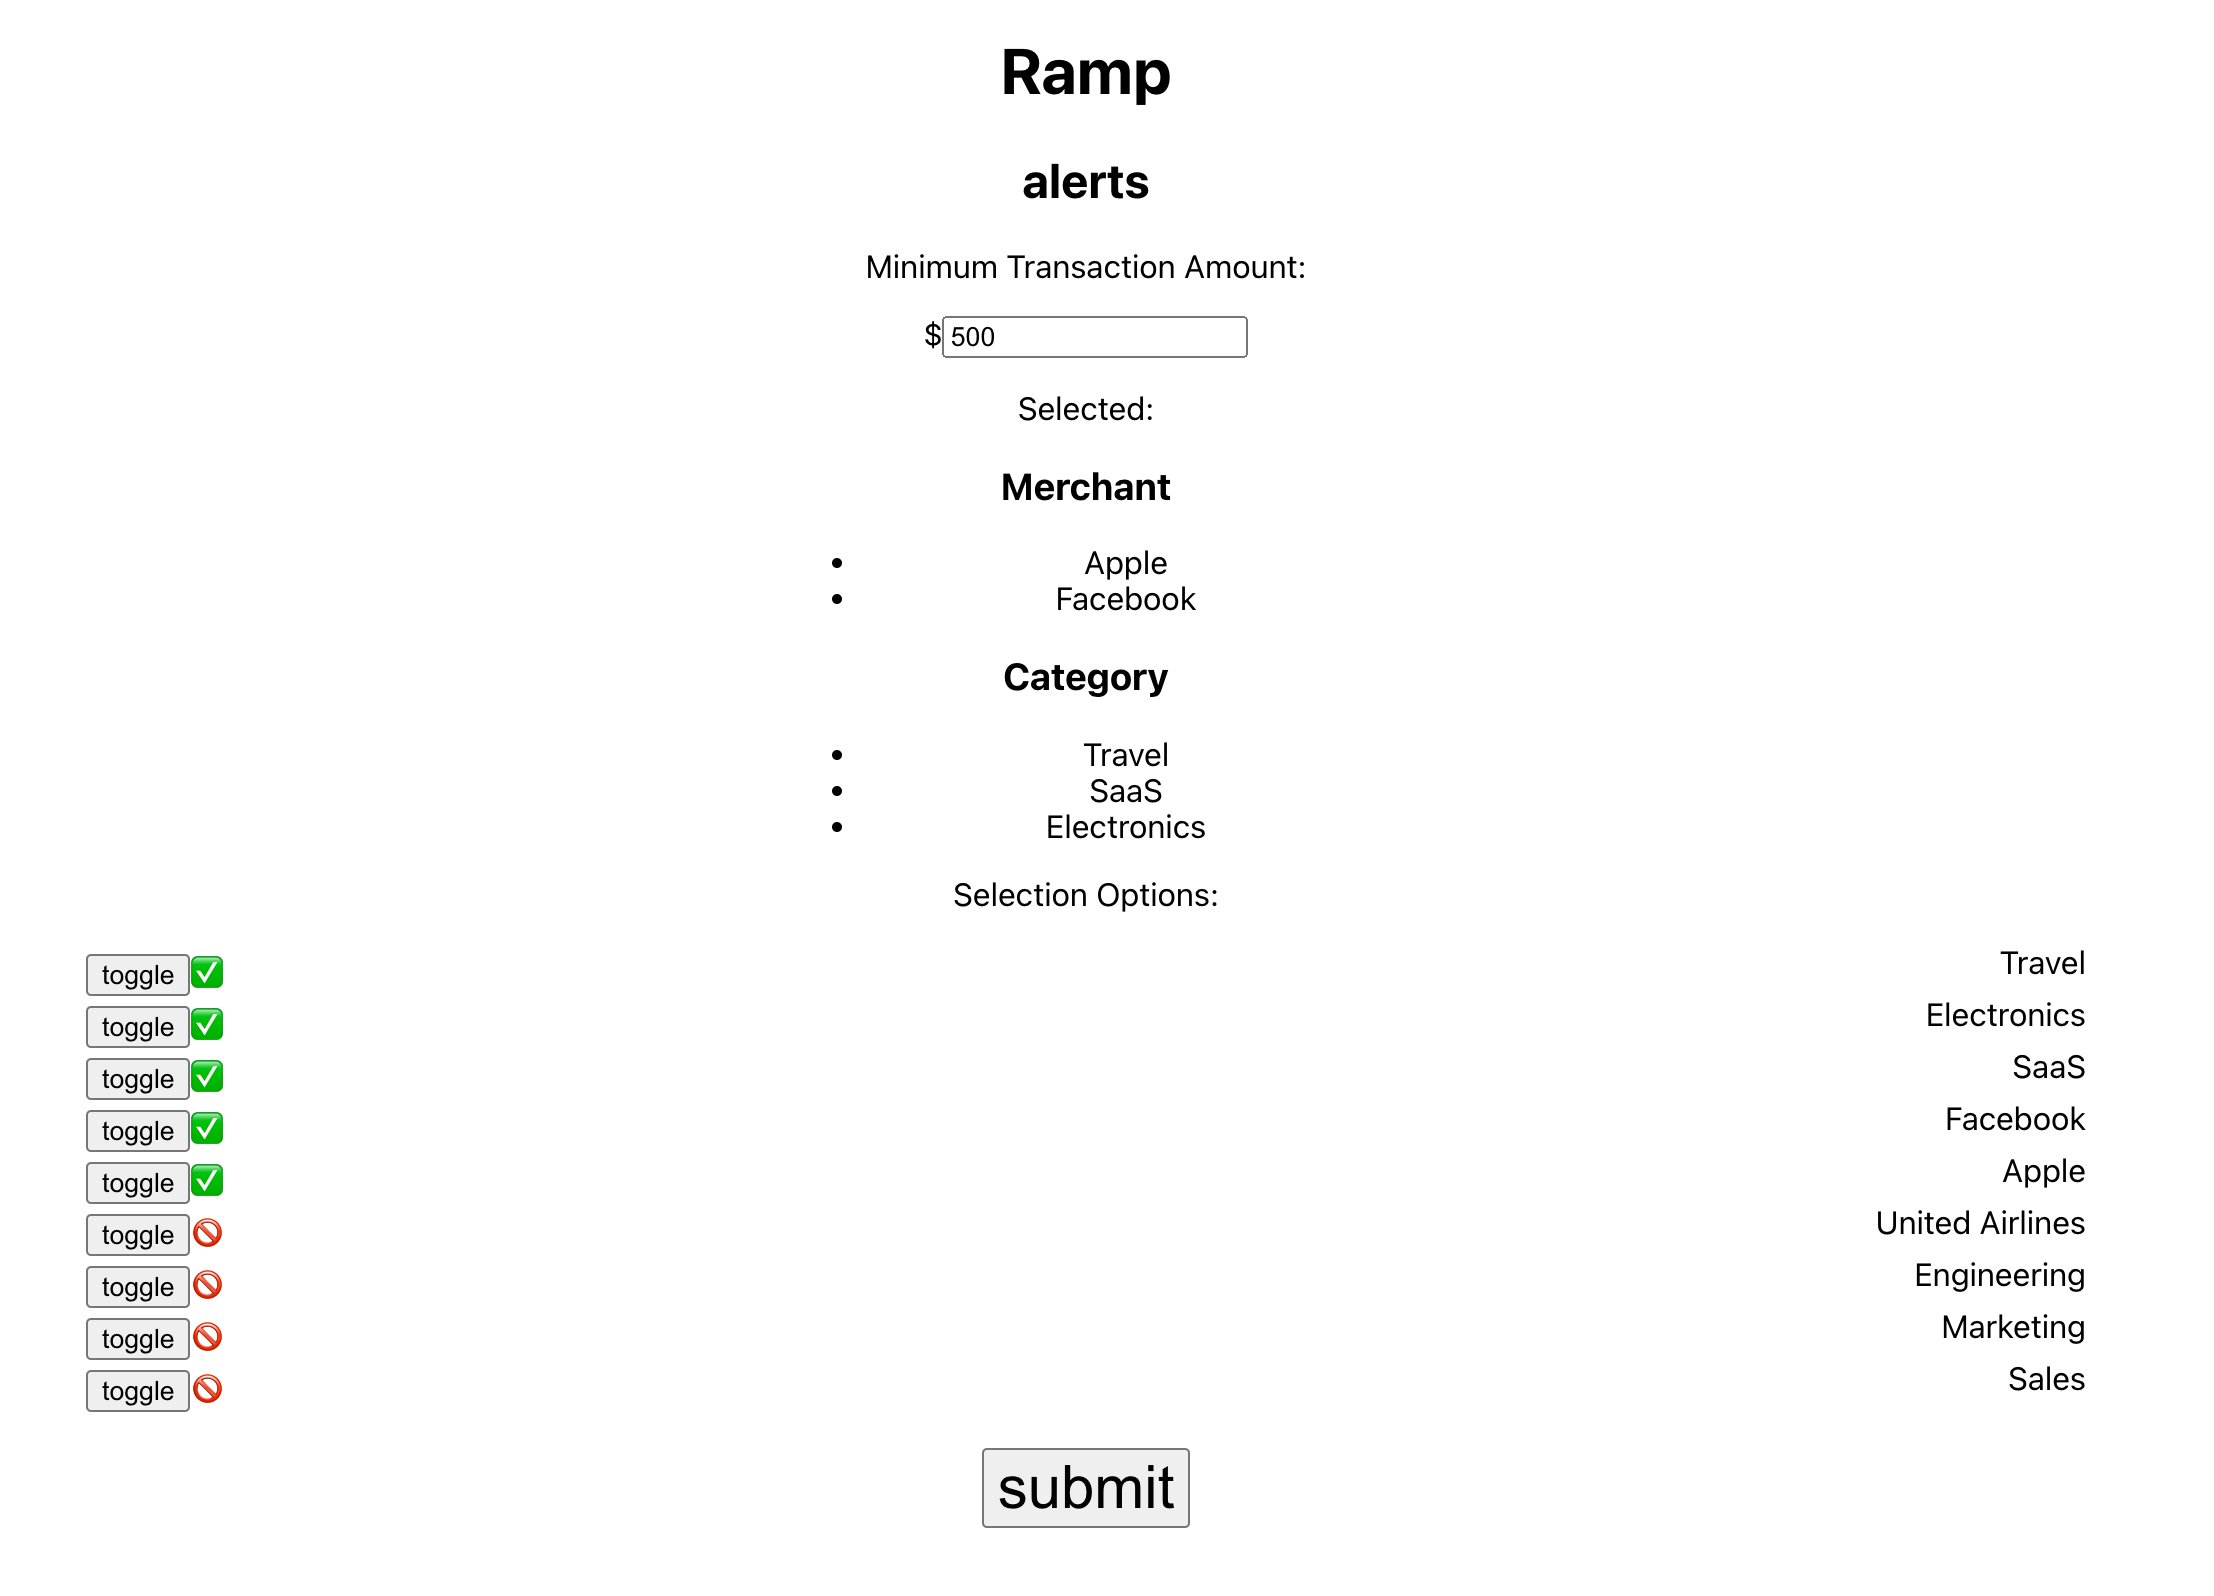 Ramp
alerts
Minimum Transaction Amount:
$500
Selected:
Merchant
• Apple
• Facebook
Category
• Travel
• SaaS
• Electronics
Selection Options:
toggle ✅ Travel
toggle ✅ Electronics
toggle ✅ SaaS
toggle ✅ Facebook
toggle ✅ Apple
toggle 🚫 United Airlines
toggle 🚫 Engineering
toggle 🚫 Marketing
toggle 🚫 Sales
submit